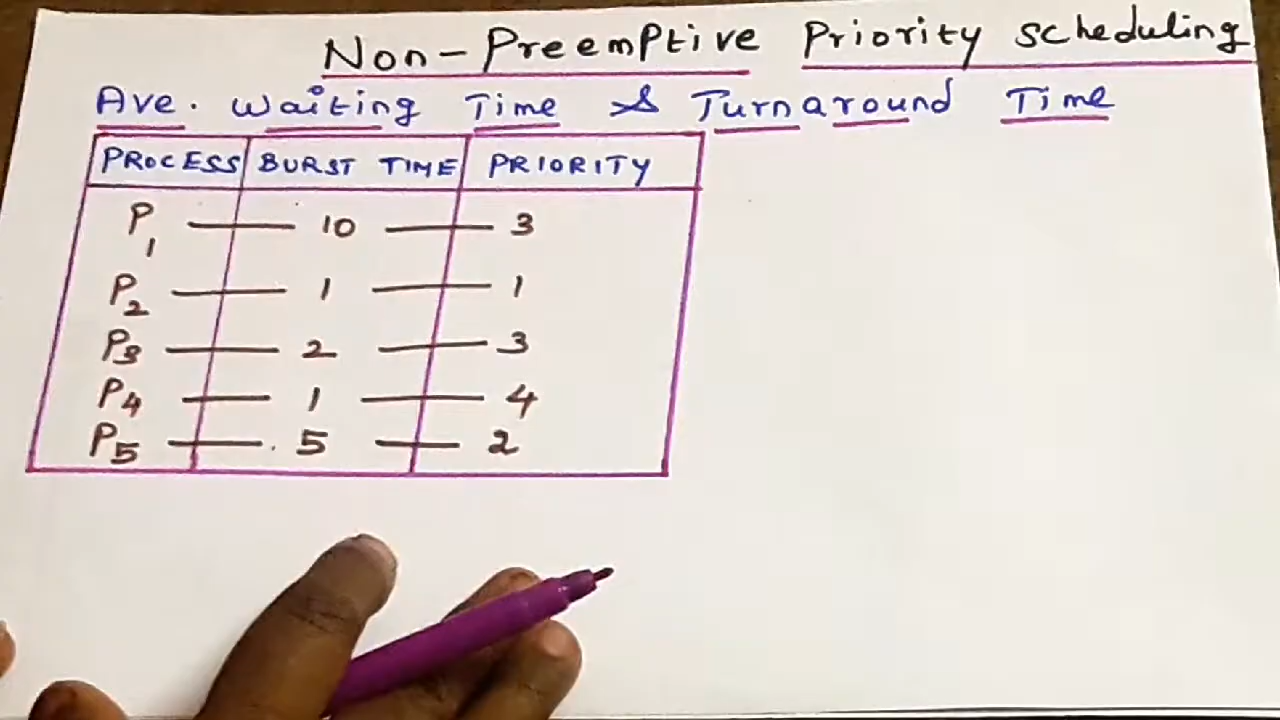 Non-Preemptive Priority Scheduling
Ave. Waiting Time & Turnaround Time
PROCESS BURST TIME PRIORITY
P1 10 3
P2 1 1
P3 2 3
P4 1 4
P5 5 2